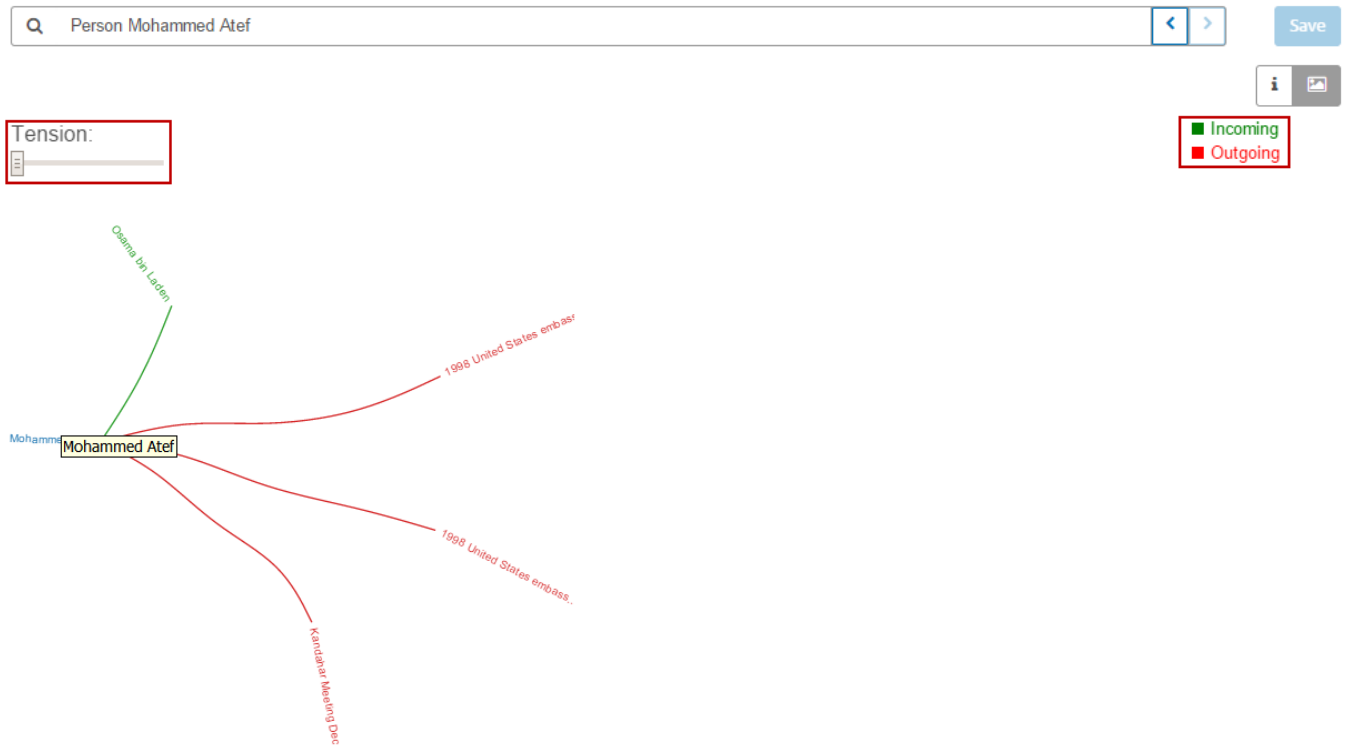 Person Mohammed Atef
Save
i
Tension:
Incoming
Outgoing
Osama bin Laden
1998 United States embass
Mohamme
Mohammed Atef
1998 United States embass..
Kandahar Meeting Dec